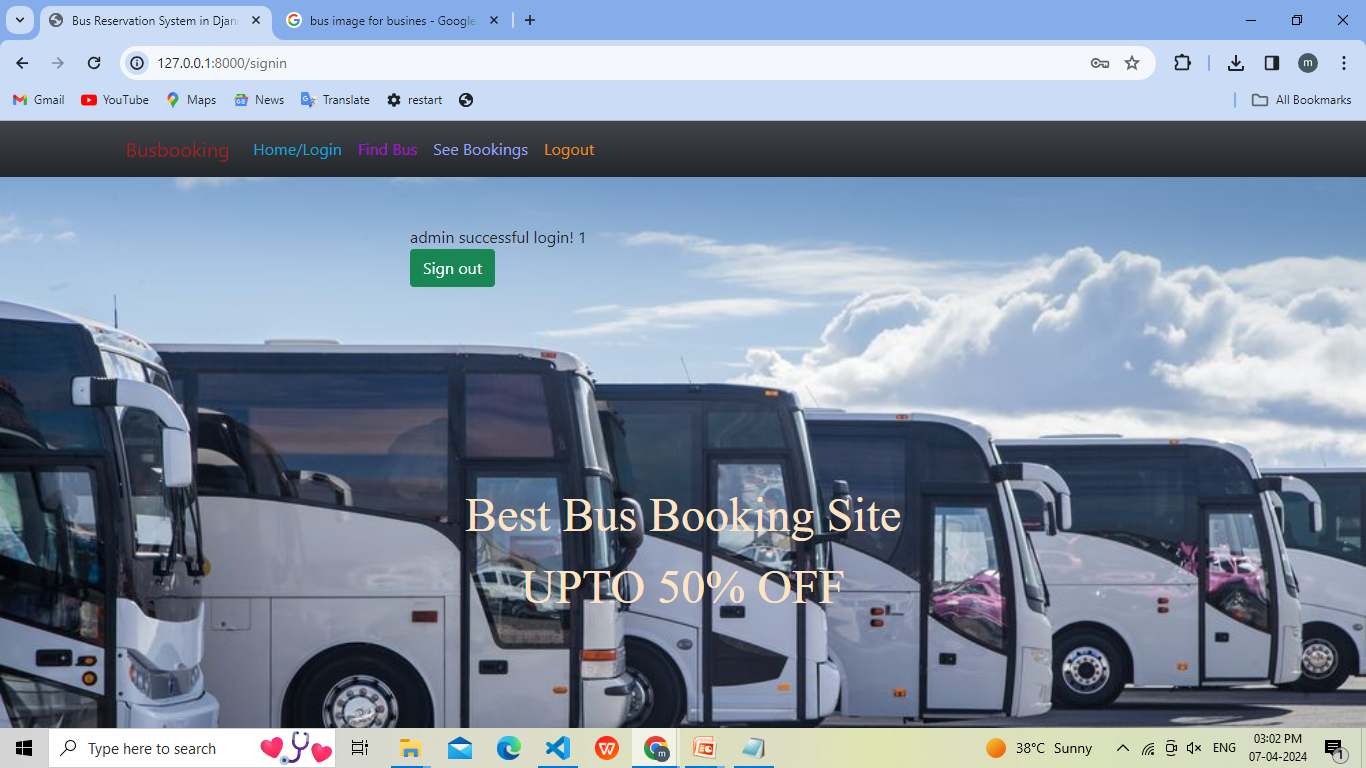 Bus Reservation System in Djan
bus image for busines - Google
127.0.0.1:8000/signin
m
Gmail
YouTube
Maps
News
Translate
restart
All Bookmarks
Busbooking
Home/Login
Find Bus
See Bookings
Logout
admin successful login! 1
Sign out
Best Bus Booking Site
UPTO 50% OFF
Type here to search
38°C Sunny
ENG
03:02 PM
07-04-2024
1